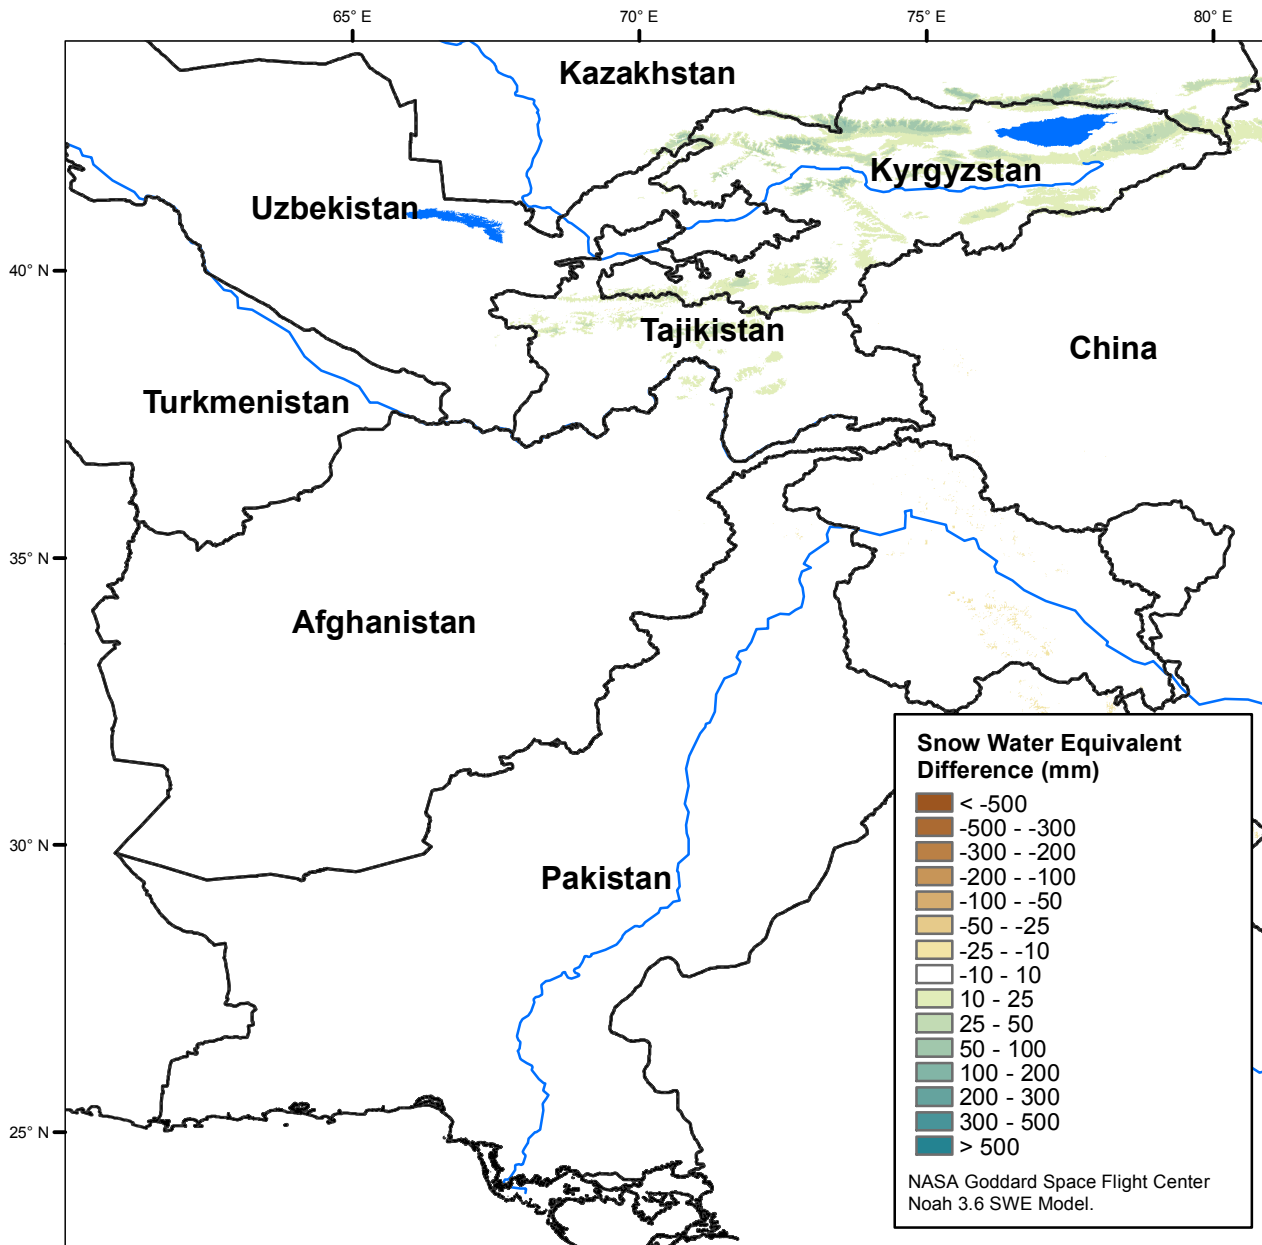 65° E
70° E
75° E
80° E
Kazakhstan
Kyrgyzstan
Uzbekistan
40° N
Tajikistan
China
Turkmenistan
35° N
Afghanistan
Snow Water Equivalent
Difference (mm)
< -500
-500 - -300
-300 - -200
-200 - -100
-100 - -50
-50 - -25
-25 - -10
-10 - 10
10 - 25
25 - 50
50 - 100
100 - 200
200 - 300
300 - 500
> 500
NASA Goddard Space Flight Center
Noah 3.6 SWE Model.
30° N
Pakistan
25° N